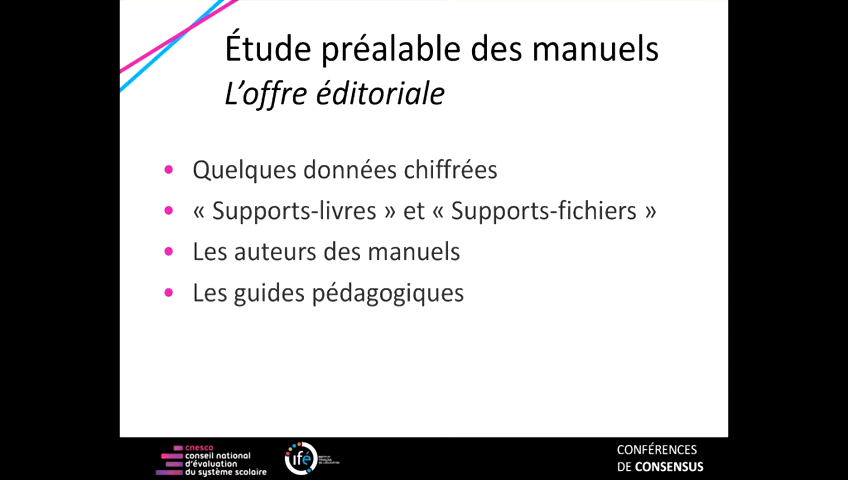 Étude préalable des manuels
L’offre éditoriale
• Quelques données chiffrées
• « Supports-livres » et « Supports-fichiers »
• Les auteurs des manuels
• Les guides pédagogiques
cnesco
conseil national
d'évaluation
du système scolaire
ifé
CONFÉRENCES
DE CONSENSUS